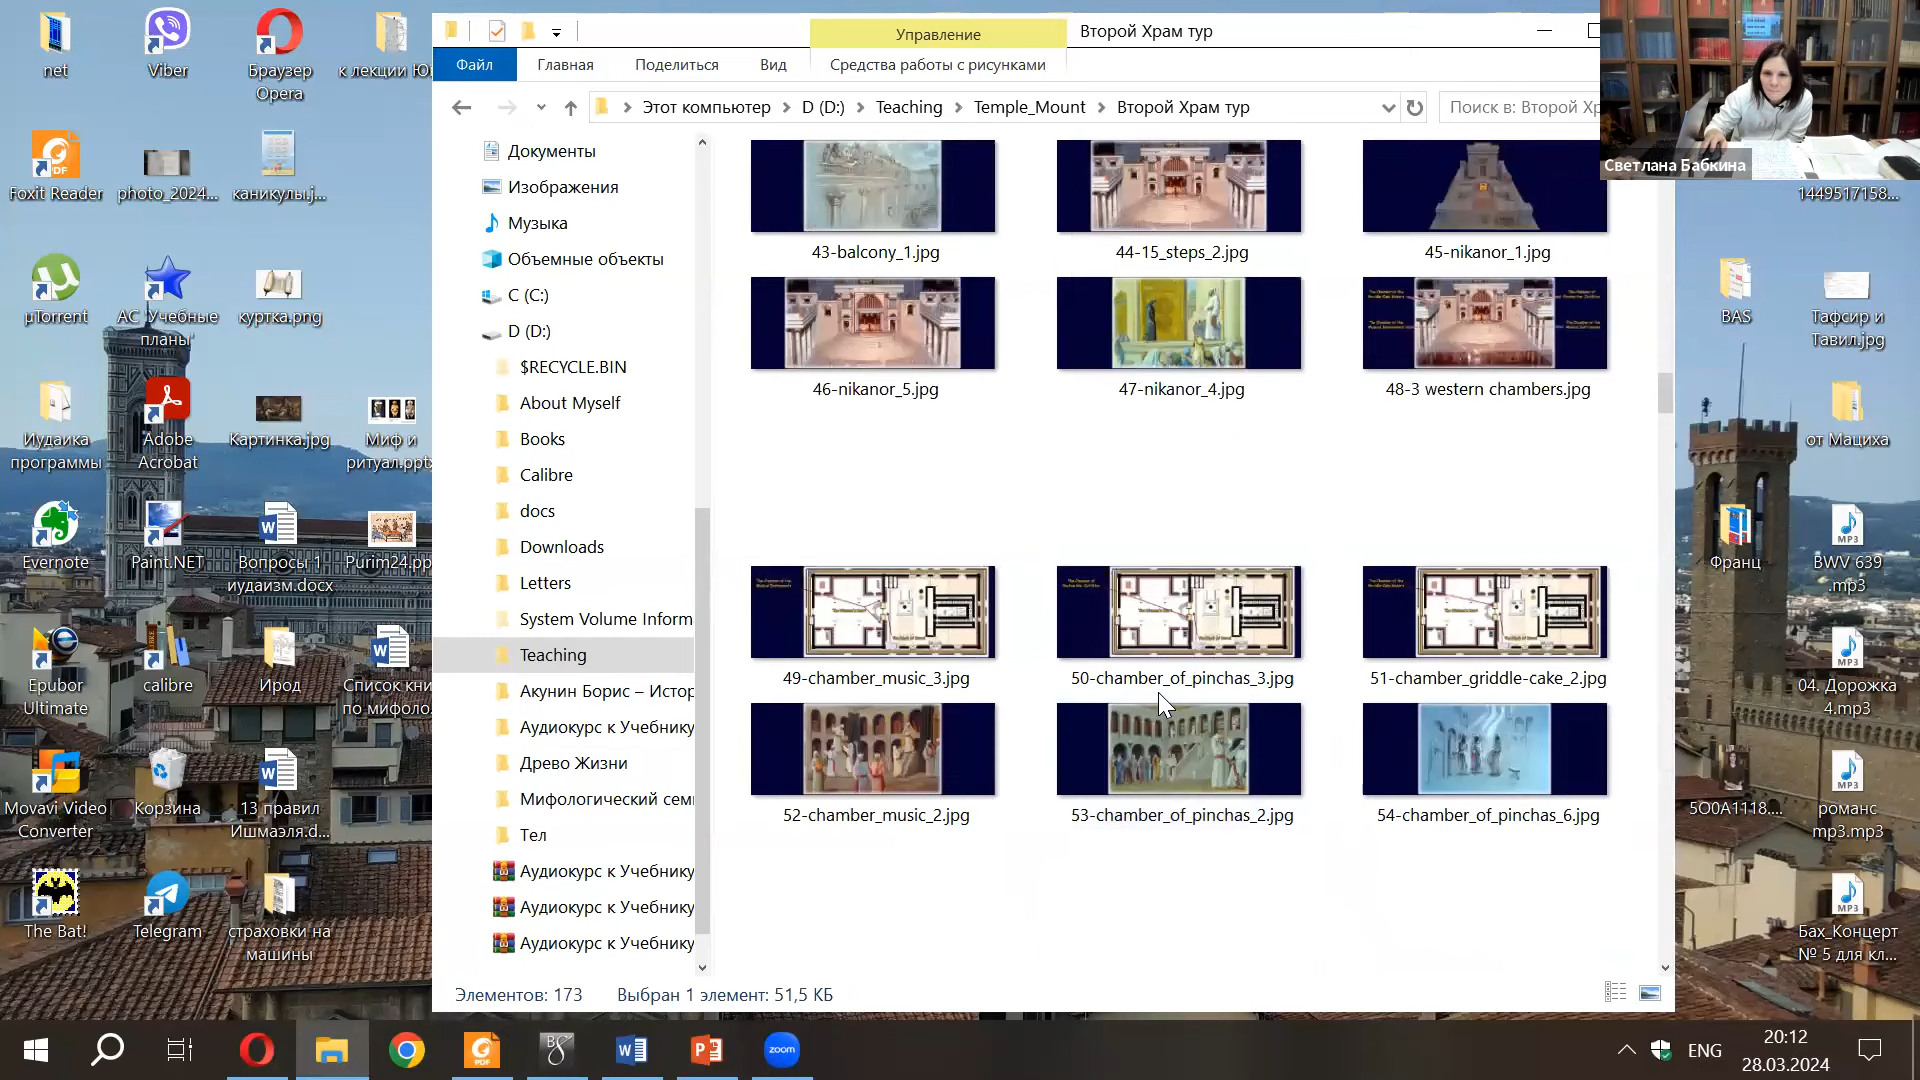 net
Viber
Браузер
Opera
к лекции Юн
Foxit Reader
photo_2024...
каникулы.j...
µTorrent
АС "Учебные
планы"
куртка.png
Иудаика
программы
Adobe
Acrobat
Картинка.jpg
Миф и
ритуал.pptx
Evernote
Paint.NET
Вопросы 1
иудаизм.docx
Purim24.pp
Epubor
Ultimate
calibre
Ирод
Список кни
по мифоло.
Movavi Video
Converter
Корзина
13 правил
Ишмаэля.d...
The Bat!
Telegram
страховки на
машины
Управление
Второй Храм тур
Файл
Главная
Поделиться
Вид
Средства работы с рисунками
Этот компьютер
D (D:)
Teaching
Temple_Mount
Второй Храм тур
Поиск в: Второй Хр
Документы
Изображения
Музыка
Объемные объекты
C (C:)
D (D:)
$RECYCLE.BIN
About Myself
Books
Calibre
docs
Downloads
Letters
System Volume Inform
Teaching
Акунин Борис – Истор
Аудиокурс к Учебнику
Древо Жизни
Мифологический семи
Тел
Аудиокурс к Учебнику
Аудиокурс к Учебнику
Аудиокурс к Учебнику
43-balcony_1.jpg
44-15_steps_2.jpg
45-nikanor_1.jpg
46-nikanor_5.jpg
47-nikanor_4.jpg
48-3 western chambers.jpg
49-chamber_music_3.jpg
50-chamber_of_pinchas_3.jpg
51-chamber_griddle-cake_2.jpg
52-chamber_music_2.jpg
53-chamber_of_pinchas_2.jpg
54-chamber_of_pinchas_6.jpg
Элементов: 173
Выбран 1 элемент: 51,5 КБ
Светлана Бабкина
1449517158...
BAS
Тафсир и
Тавил.jpg
от Мациха
Франц
MP3
BWV 639
.mp3
MP3
04. Дорожка
4.mp3
5O0A1118....
MP3
романс
mp3.mp3
MP3
Бах_Концерт
№ 5 для кл...
PDF
zoom
ENG
20:12
28.03.2024